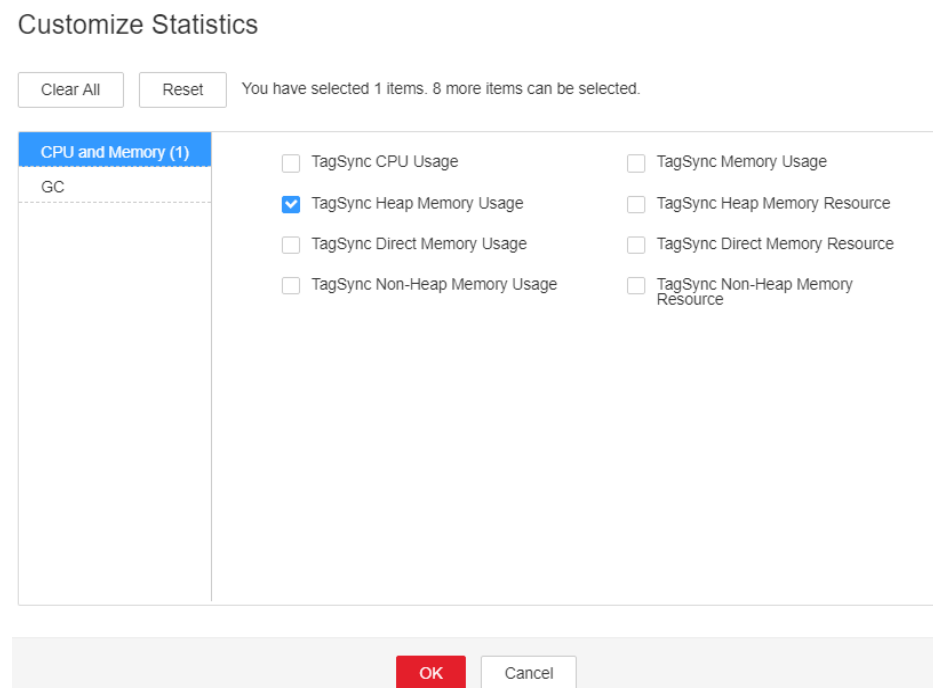 Customize Statistics
Clear All
Reset
You have selected 1 items. 8 more items can be selected.
CPU and Memory (1)
GC
TagSync CPU Usage
TagSync Memory Usage
TagSync Heap Memory Usage
TagSync Heap Memory Resource
TagSync Direct Memory Usage
TagSync Direct Memory Resource
TagSync Non-Heap Memory Usage
TagSync Non-Heap Memory
Resource
OK
Cancel